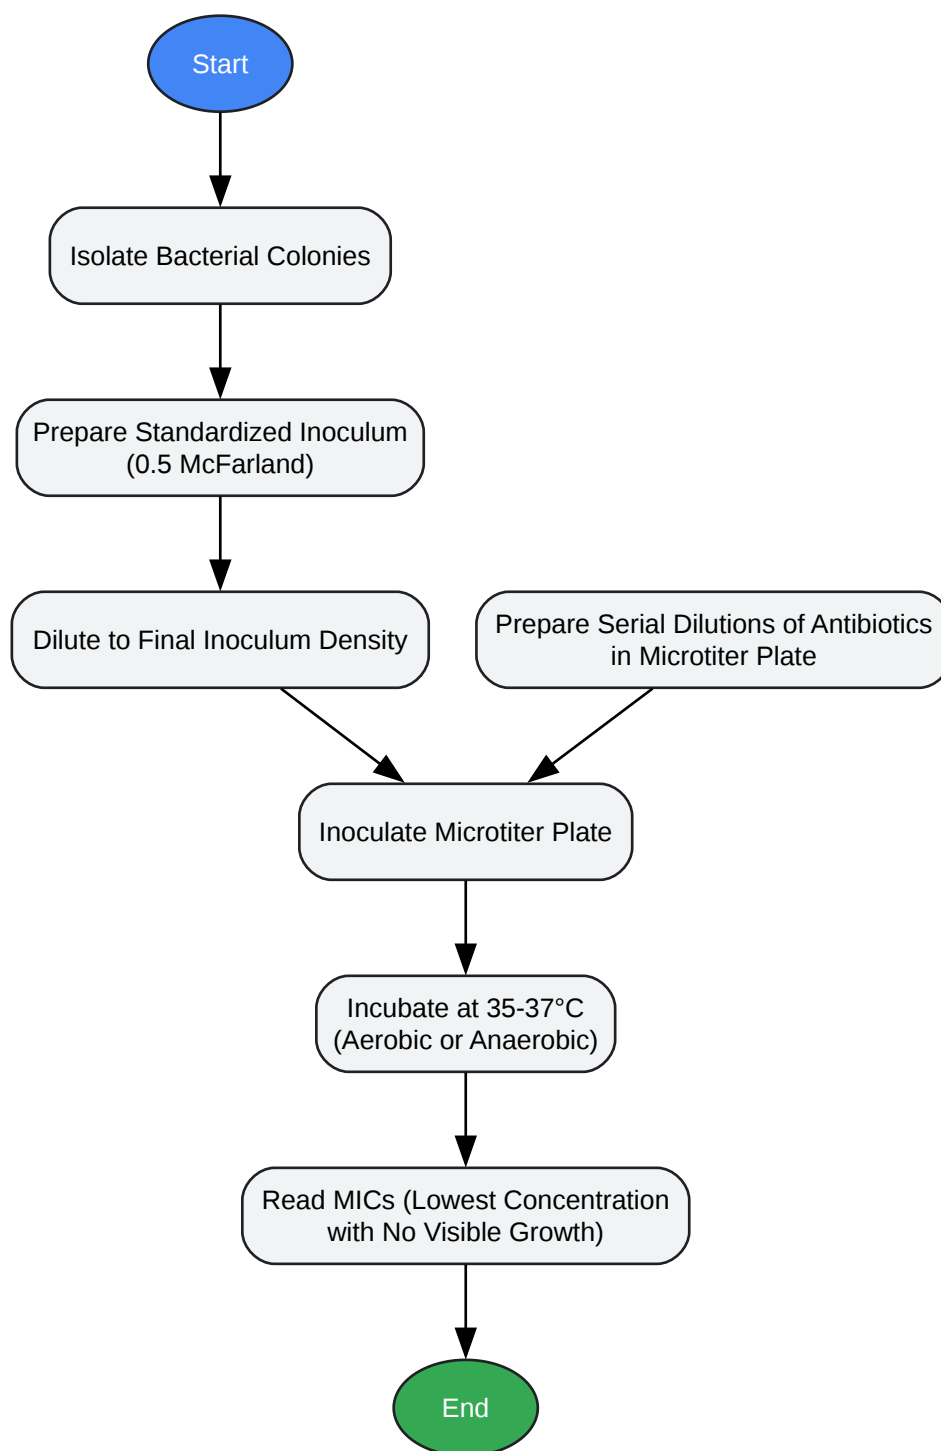 Start
Isolate Bacterial Colonies
Prepare Standardized Inoculum
(0.5 McFarland)
Dilute to Final Inoculum Density
Prepare Serial Dilutions of Antibiotics
in Microtiter Plate
Inoculate Microtiter Plate
Incubate at 35-37°C
(Aerobic or Anaerobic)
Read MICs (Lowest Concentration
with No Visible Growth)
End